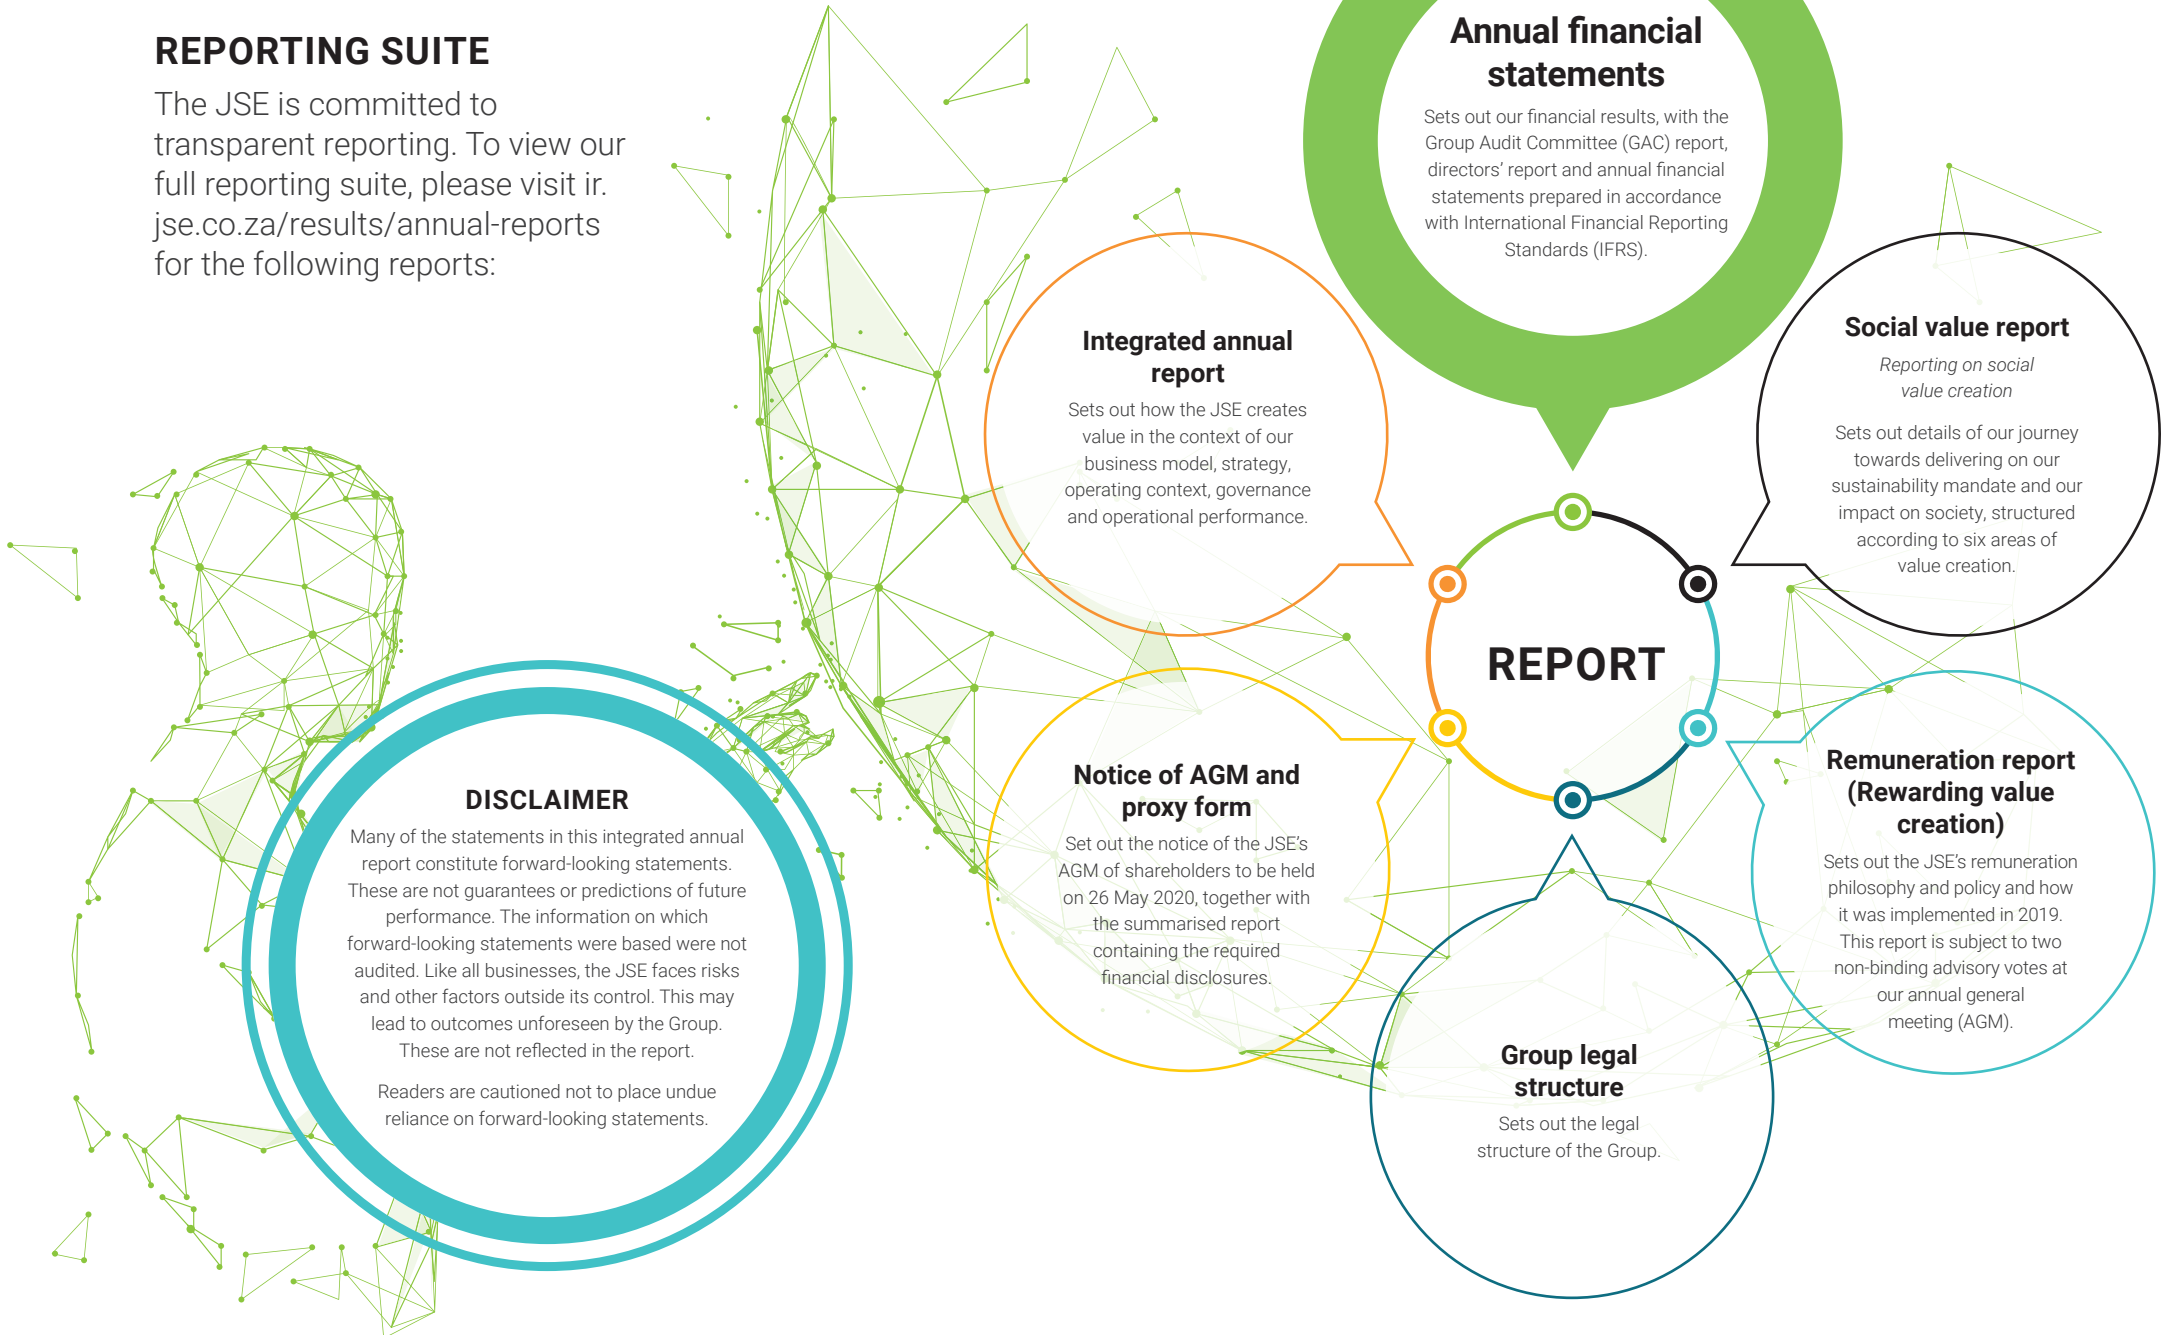 REPORTING SUITE
The JSE is committed to
transparent reporting. To view our
full reporting suite, please visit ir.
jse.co.za/results/annual-reports
for the following reports:
Annual financial
statements
Sets out our financial results, with the
Group Audit Committee (GAC) report,
directors’ report and annual financial
statements prepared in accordance
with International Financial Reporting
Standards (IFRS).
Integrated annual
report
Sets out how the JSE creates
value in the context of our
business model, strategy,
operating context, governance
and operational performance.
Social value report
Reporting on social
value creation
Sets out details of our journey
towards delivering on our
sustainability mandate and our
impact on society, structured
according to six areas of
value creation.
REPORT
Notice of AGM and
proxy form
Set out the notice of the JSE’s
AGM of shareholders to be held
on 26 May 2020, together with
the summarised report
containing the required
financial disclosures.
Remuneration report
(Rewarding value
creation)
Sets out the JSE’s remuneration
philosophy and policy and how
it was implemented in 2019.
This report is subject to two
non-binding advisory votes at
our annual general
meeting (AGM).
Group legal
structure
Sets out the legal
structure of the Group.
DISCLAIMER
Many of the statements in this integrated annual
report constitute forward-looking statements.
These are not guarantees or predictions of future
performance. The information on which
forward-looking statements were based were not
audited. Like all businesses, the JSE faces risks
and other factors outside its control. This may
lead to outcomes unforeseen by the Group.
These are not reflected in the report.
Readers are cautioned not to place undue
reliance on forward-looking statements.